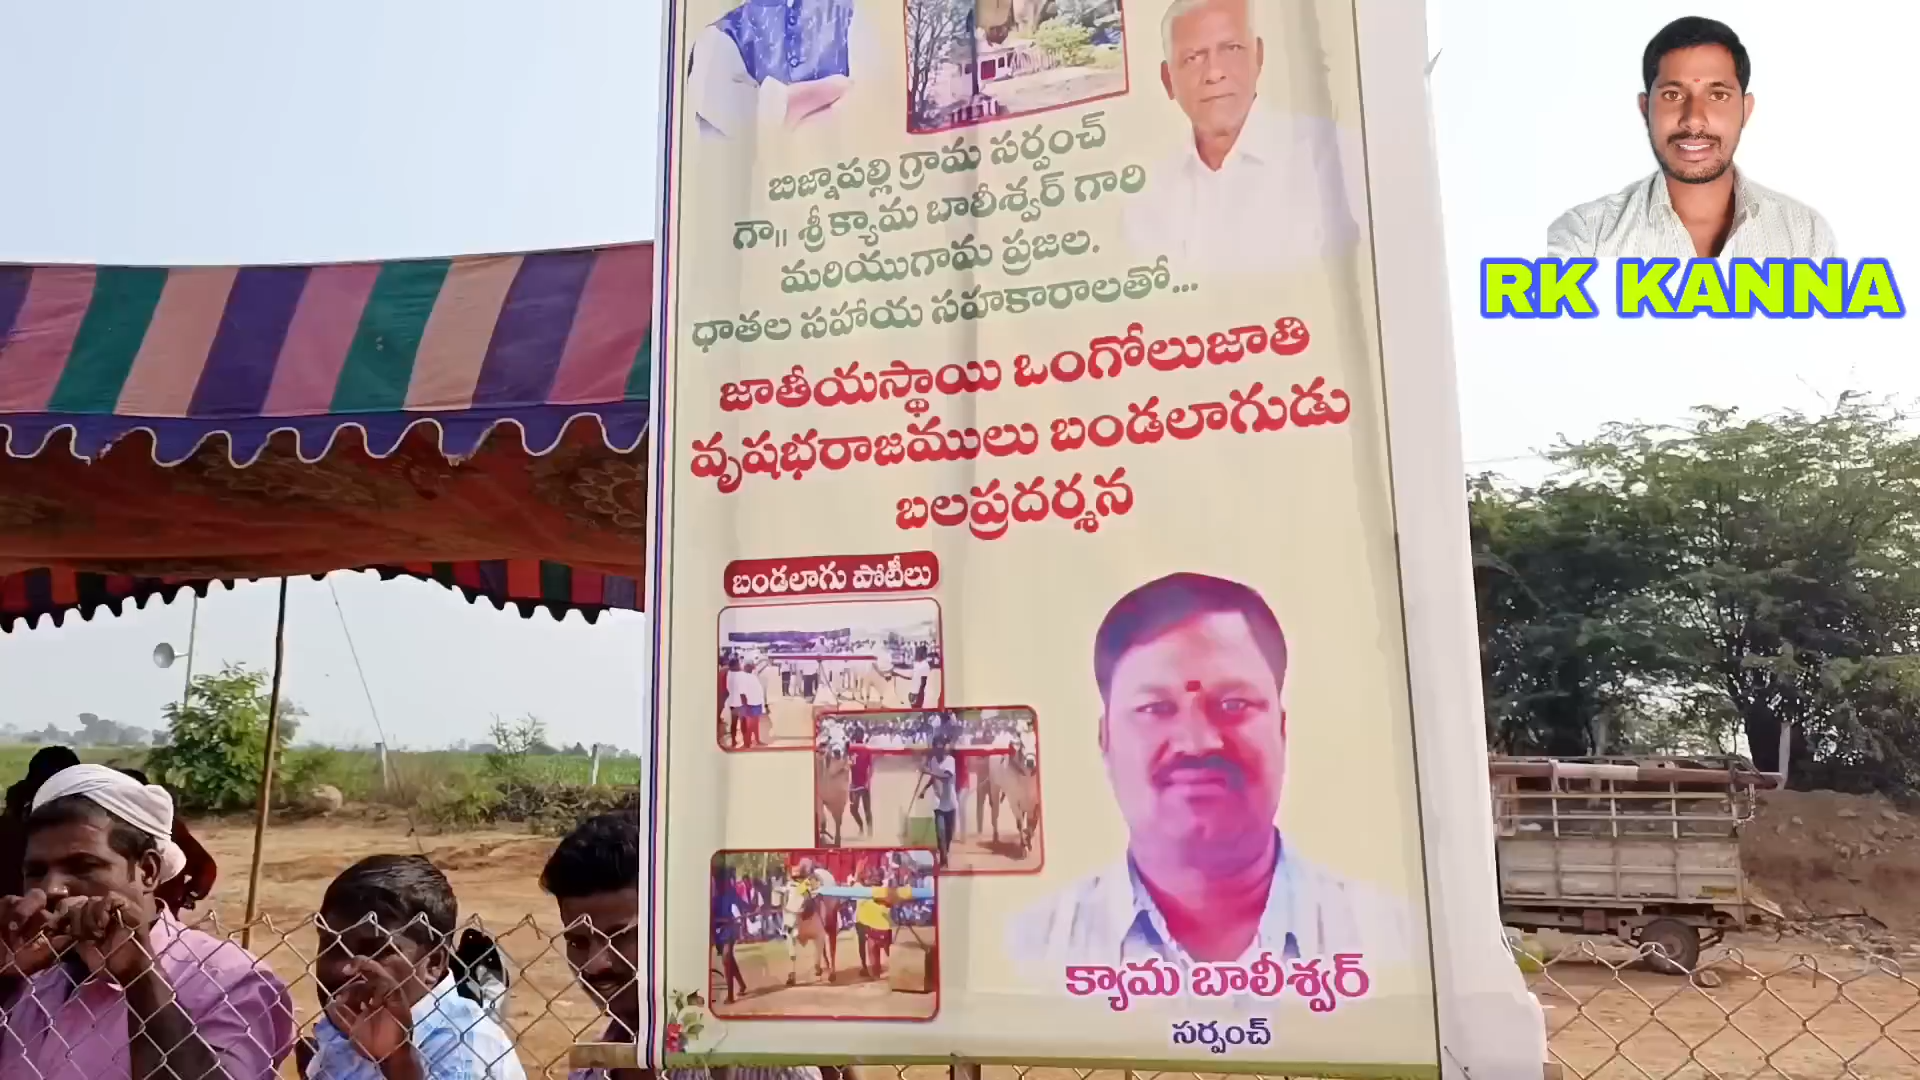 బిజ్నాపల్లి గ్రామ సర్పంచ్
గా|| శ్రీ క్యామ బాలీశ్వర్ గారి
మరియుగామ ప్రజల.
ధాతల సహాయ సహకారాలతో...
జాతీయస్థాయి ఒంగోలుజాతి
వృషభరాజములు బండలాగుడు
బలప్రదర్శన
బండలాగు పోటీలు
క్యామ బాలీశ్వర్
సర్పంచ్
RK KANNA